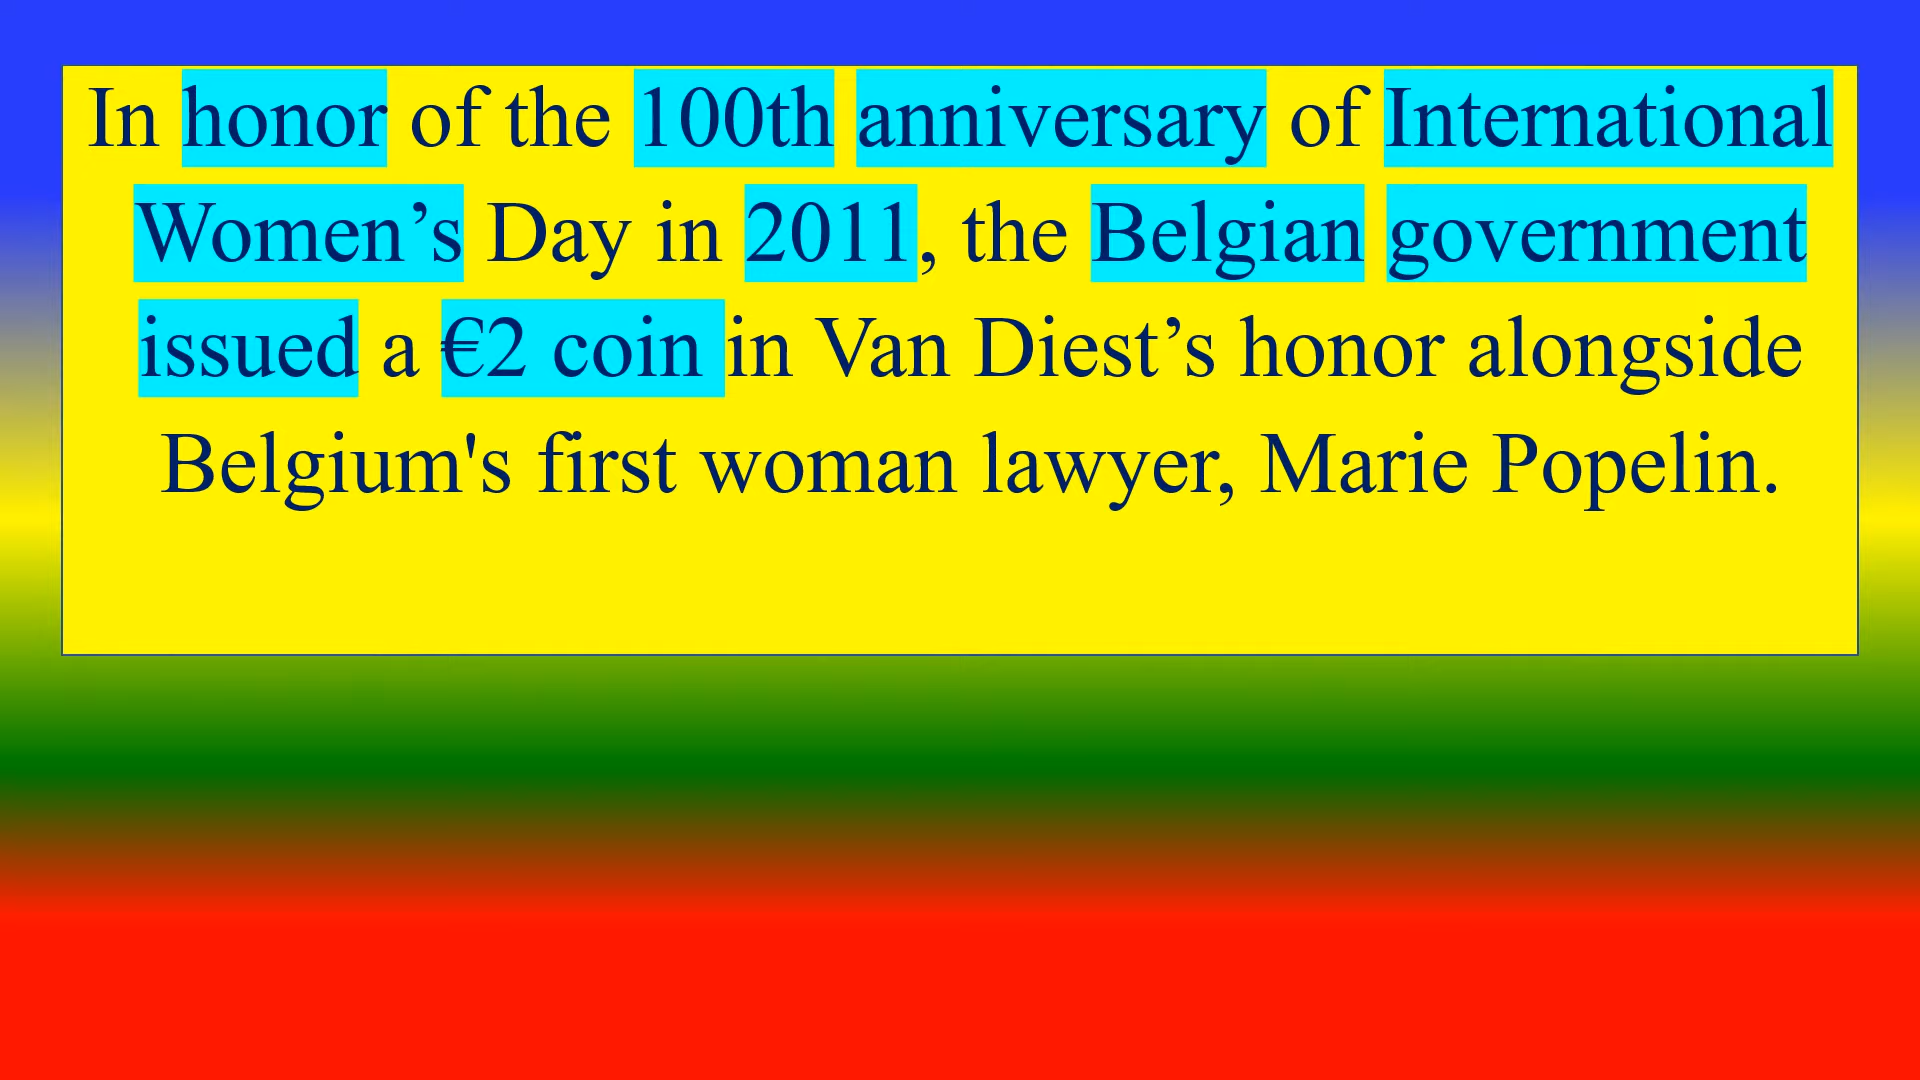 In honor of the 100th anniversary of International
Women’s Day in 2011, the Belgian government
issued a €2 coin in Van Diest’s honor alongside
Belgium's first woman lawyer, Marie Popelin.